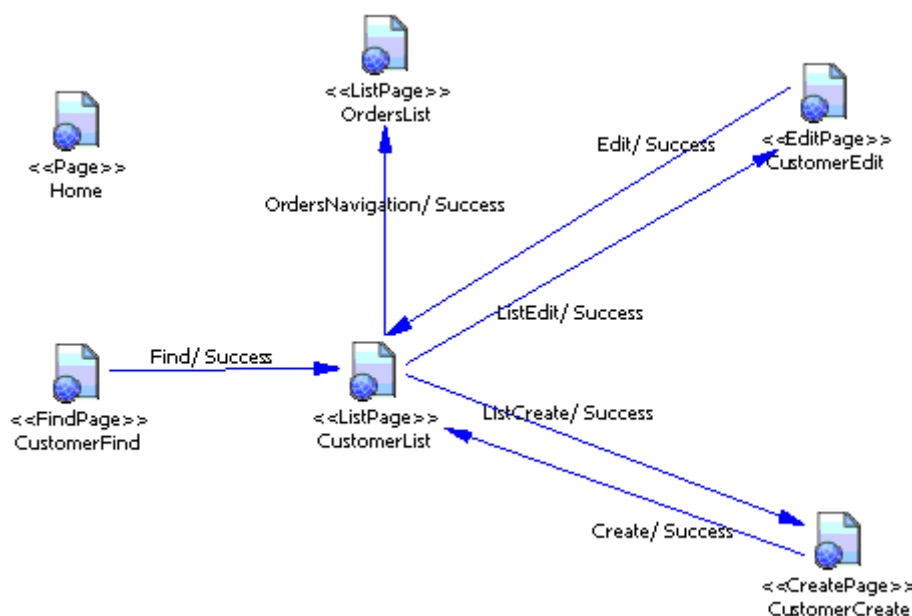 <<ListPage>>
OrdersList
<<Page>>
Home
<<EditPage>>
CustomerEdit
Edit/ Success
OrdersNavigation/ Success
ListEdit/ Success
Find/ Success
<<FindPage>>
CustomerFind
<<ListPage>>
CustomerList
ListCreate/ Success
Create/ Success
<<CreatePage>>
CustomerCreate